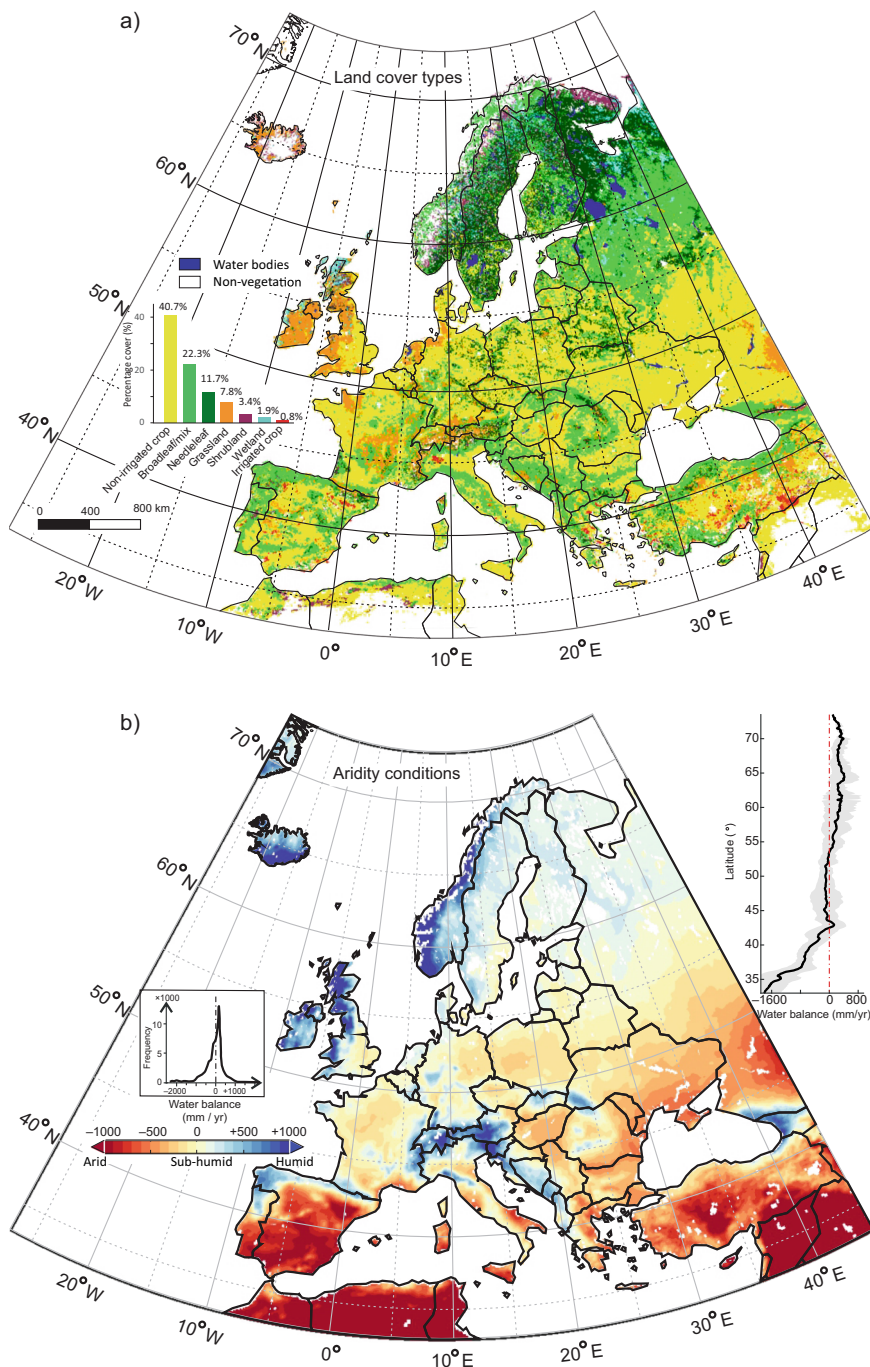 a)
Land cover types
70°N
60°N
50°N
40°N
Water bodies
Non-vegetation
Percentage cover (%)
40
20
0
40.7%
22.3%
11.7%
7.8%
3.4%
1.9%
0.8%
Non-irrigated crop
Broadleaf/mix
Needleleaf
Grassland
Shrubland
Wetland
Irrigated crop
0 400 800 km
20°W
10°W
0°
10°E
20°E
30°E
40°E
b)
Aridity conditions
70°N
60°N
50°N
40°N
Latitude (°)
70
65
60
55
50
45
40
35
−1600 0 800
Water balance (mm/yr)
×1000
Frequency
10
5
0
−2000 0 +1000
Water balance
(mm / yr)
−1000 −500 0 +500 +1000
Arid Sub-humid Humid
20°W
10°W
0°
10°E
20°E
30°E
40°E